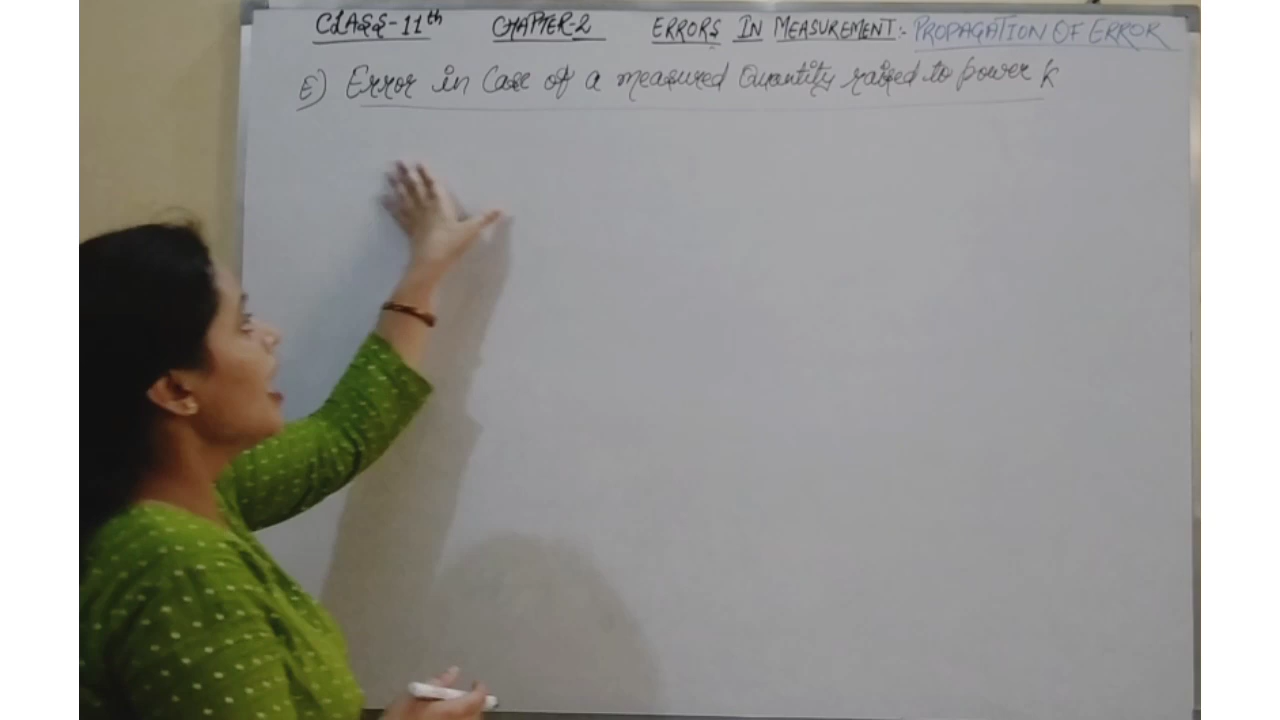 CLASS-11th CHAPTER-2 ERRORS IN MEASUREMENT:- PROPAGATION OF ERROR
E) Error in Case of a measured Quantity raised to power k